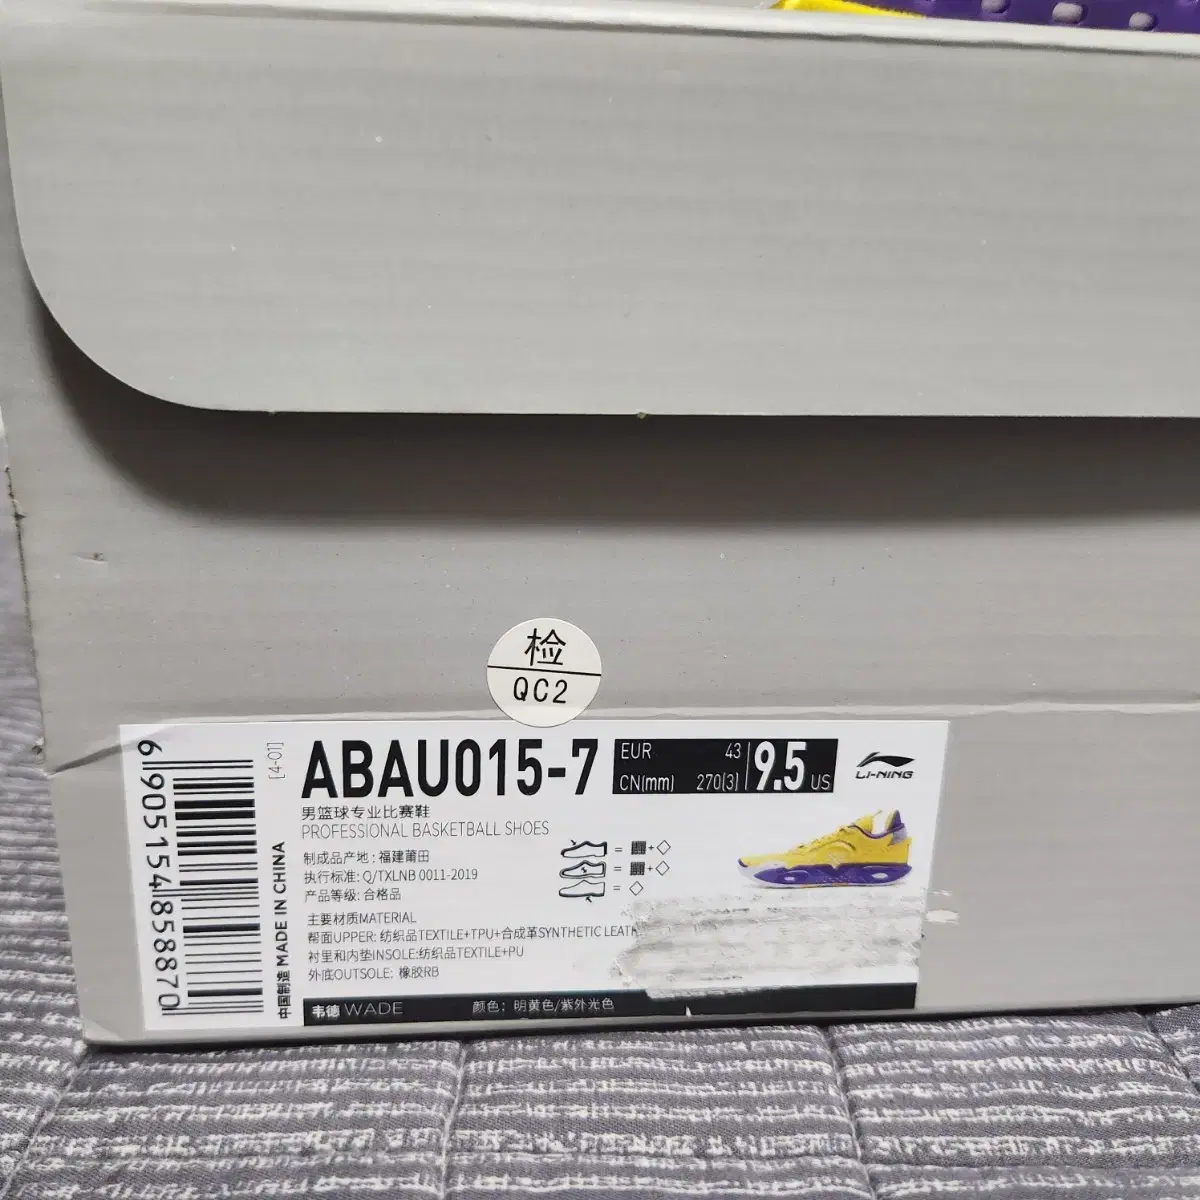 检
QC2
6905154858870
[4-01]
中国制造 MADE IN CHINA
ABAU015-7
EUR 43
CN(mm) 270(3)
9.5 US
LI-NING
男篮球专业比赛鞋
PROFESSIONAL BASKETBALL SHOES
制成品产地: 福建莆田
执行标准: Q/TXLNB 0011-2019
产品等级: 合格品
主要材质MATERIAL
帮面UPPER: 纺织品TEXTILE+TPU+合成革SYNTHETIC
衬里和内垫INSOLE:纺织品TEXTILE+PU
外底OUTSOLE: 橡胶RB
韦德 WADE
颜色: 明黄色/紫外光色